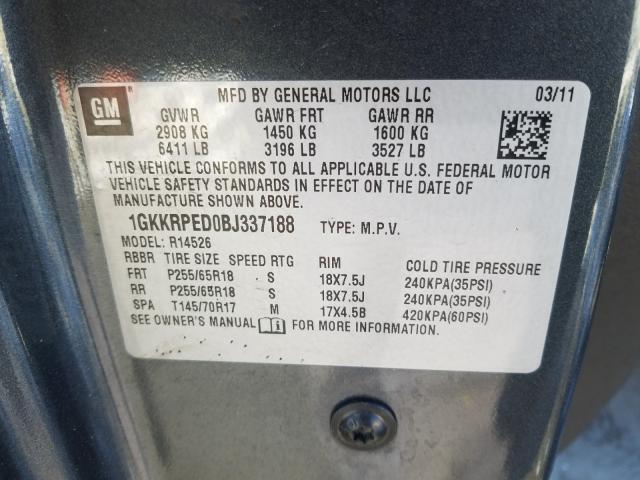 GM
MFD BY GENERAL MOTORS LLC 03/11
GVWR GAWR FRT GAWR RR
2908 KG 1450 KG 1600 KG
6411 LB 3196 LB 3527 LB
THIS VEHICLE CONFORMS TO ALL APPLICABLE U.S. FEDERAL MOTOR
VEHICLE SAFETY STANDARDS IN EFFECT ON THE DATE OF
MANUFACTURE SHOWN ABOVE.
1GKKRPED0BJ337188 TYPE: M.P.V.
MODEL: R14526
RBBR TIRE SIZE SPEED RTG RIM COLD TIRE PRESSURE
FRT P255/65R18 S 18X7.5J 240KPA(35PSI)
RR P255/65R18 S 18X7.5J 240KPA(35PSI)
SPA T145/70R17 M 17X4.5B 420KPA(60PSI)
SEE OWNER'S MANUAL FOR MORE INFORMATION.